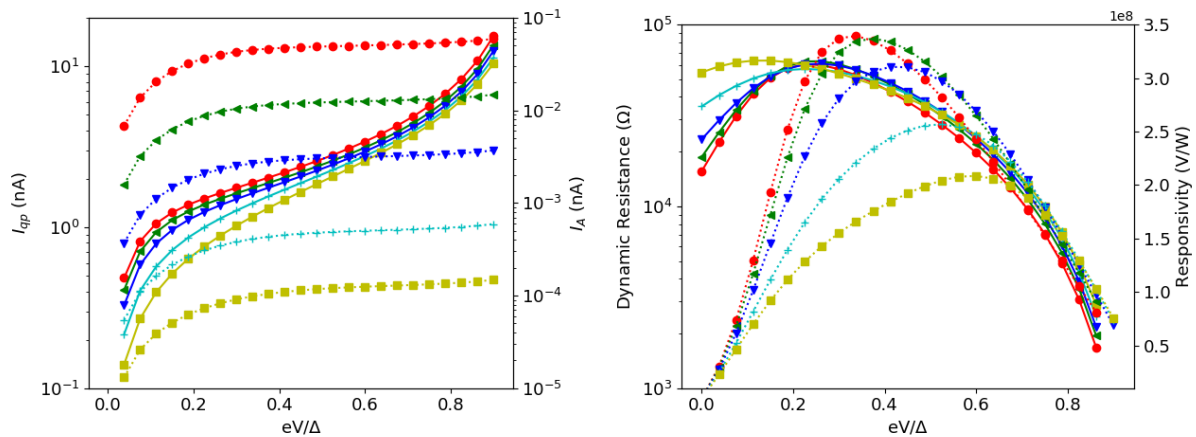 10⁻¹
10⁰
10¹
I_qp (nA)
0.0 0.2 0.4 0.6 0.8
eV/Δ
10⁻⁵
10⁻⁴
10⁻³
10⁻²
10⁻¹
I_A (nA)
10³
10⁴
10⁵
Dynamic Resistance (Ω)
0.0 0.2 0.4 0.6 0.8
eV/Δ
1e8
3.5
3.0
2.5
2.0
1.5
1.0
0.5
Responsivity (V/W)